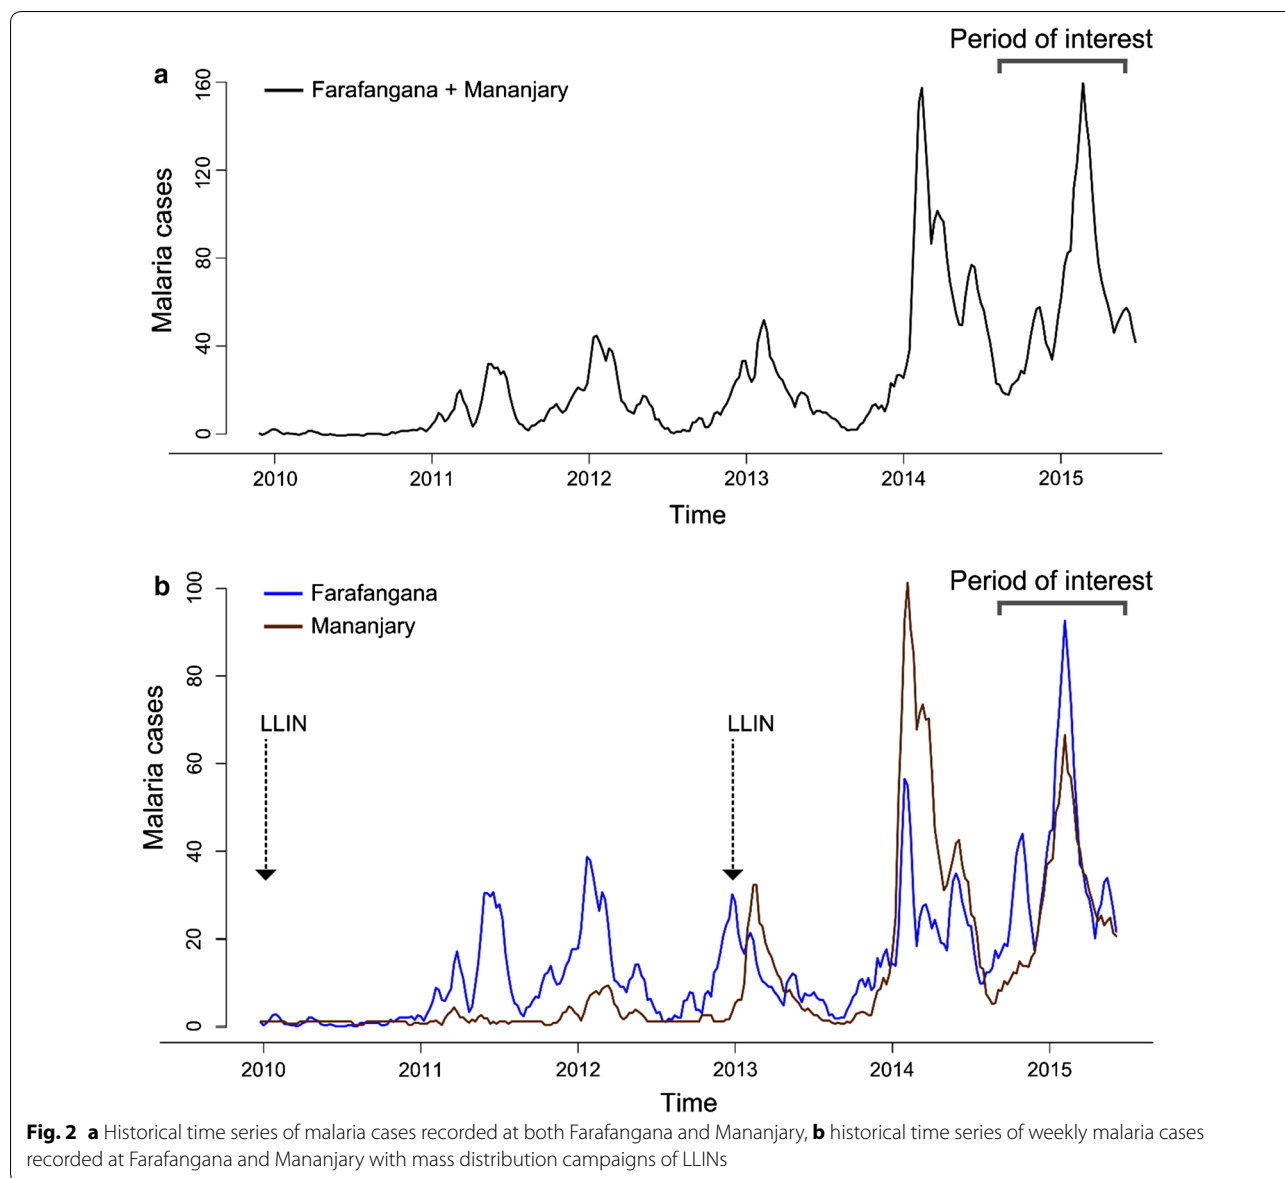 Period of interest
a
Farafangana + Mananjary
160
120
80
40
0
Malaria cases
2010 2011 2012 2013 2014 2015
Time
b
Period of interest
Farafangana
Mananjary
LLIN LLIN
100
80
60
40
20
0
Malaria cases
2010 2011 2012 2013 2014 2015
Time
Fig. 2 a Historical time series of malaria cases recorded at both Farafangana and Mananjary, b historical time series of weekly malaria cases
recorded at Farafangana and Mananjary with mass distribution campaigns of LLINs